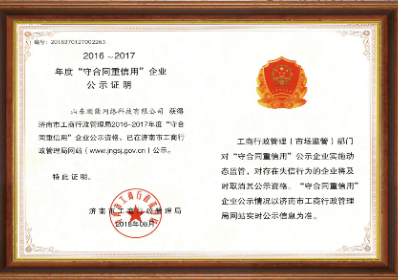 编号:2018370127002263
2016～2017
年度“守合同重信用”企业
公示证明
山东顺能网络科技有限公司 获得
济南市工商行政管理局2016-2017年度“守合
同重信用”企业公示资格。已在济南市工商行
政管理局网站(www.jngsj.gov.cn)公示。
特此证明。
济南市工商行政管理局
2018年08月
工商行政管理(市场监管)部门
对“守合同重信用”公示企业实施动
态监管。对存在失信行为的企业将及
时取消其公示资格。“守合同重信用”
企业公示情况以济南市工商行政管理
局网站实时公示信息为准。